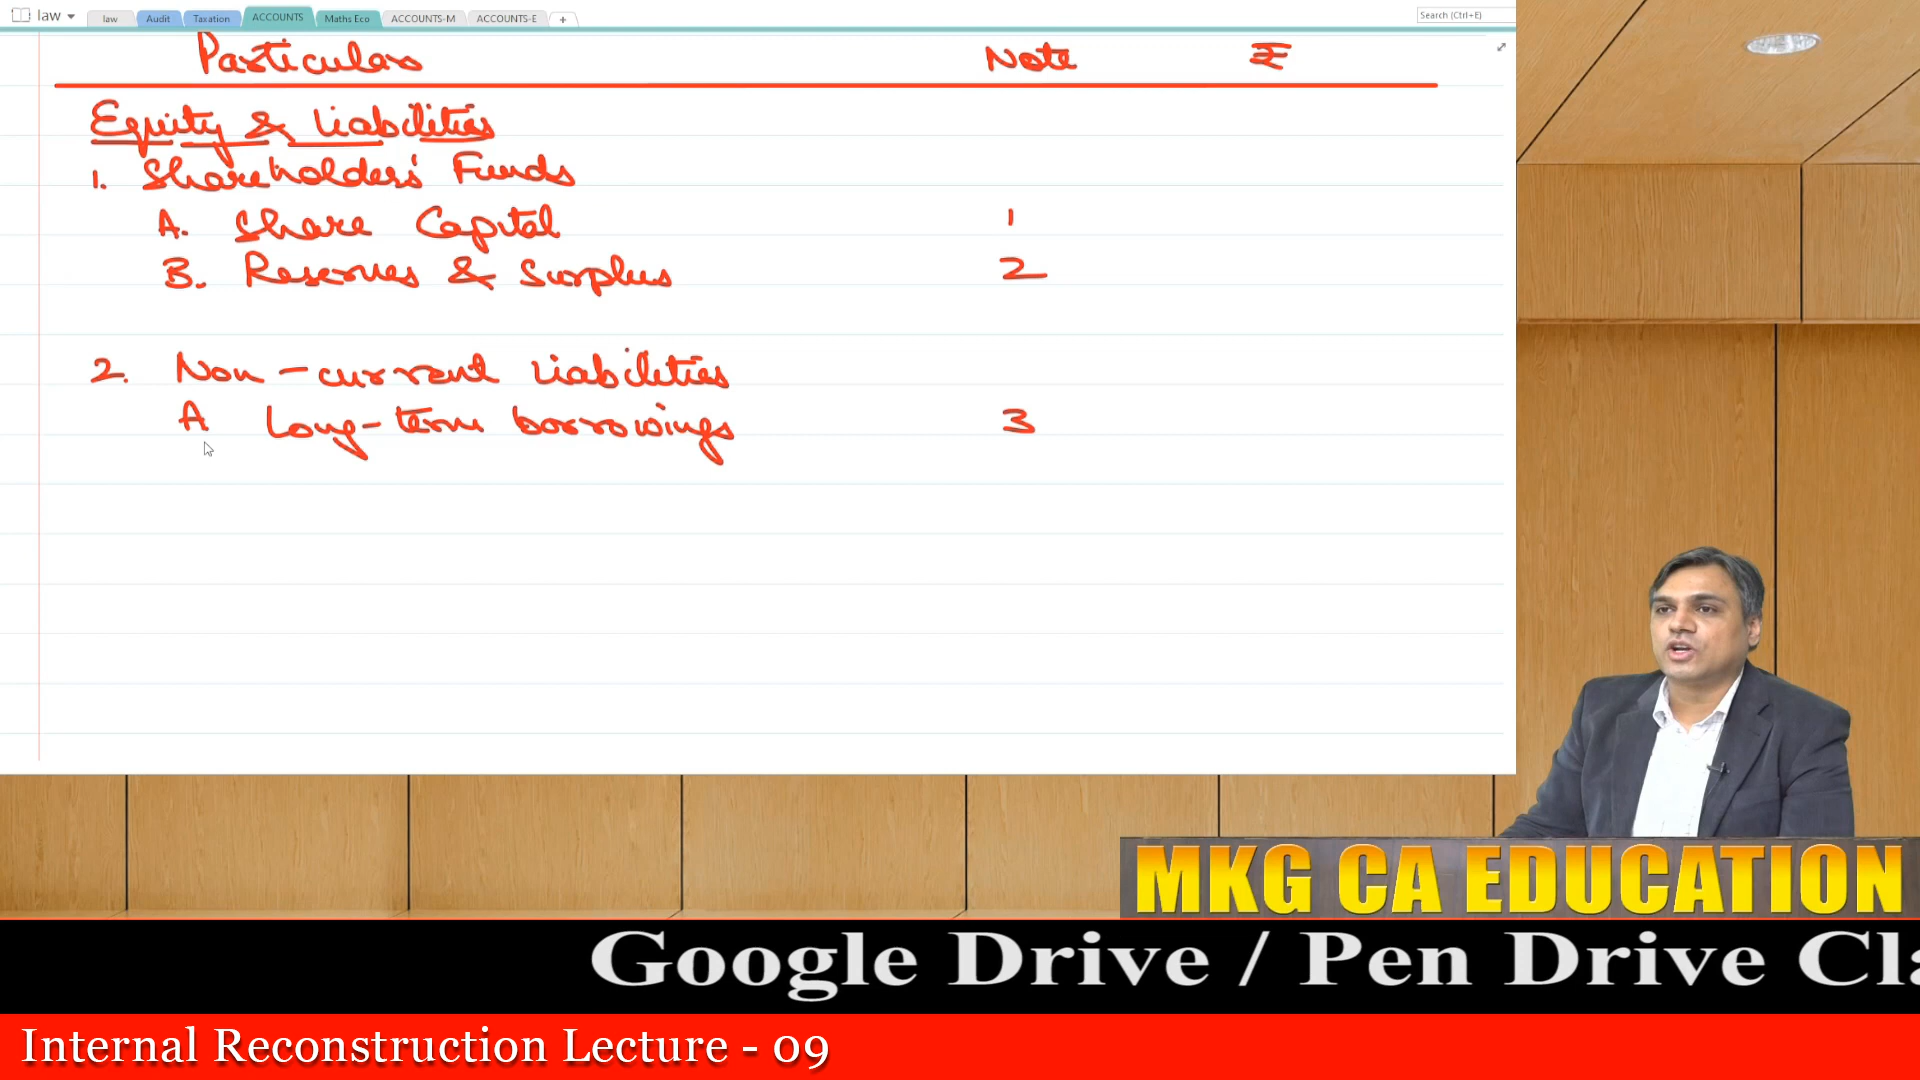 law
law Audit Taxation ACCOUNTS Maths Eco ACCOUNTS-M ACCOUNTS-E +
Search (Ctrl+E)
Particulars Note ₹
Equity & Liabilities
1. Shareholders' Funds
A. Share Capital 1
B. Reserves & Surplus 2
2. Non-current Liabilities
A Long-term borrowings 3
MKG CA EDUCATION
Google Drive / Pen Drive Cla
Internal Reconstruction Lecture - 09